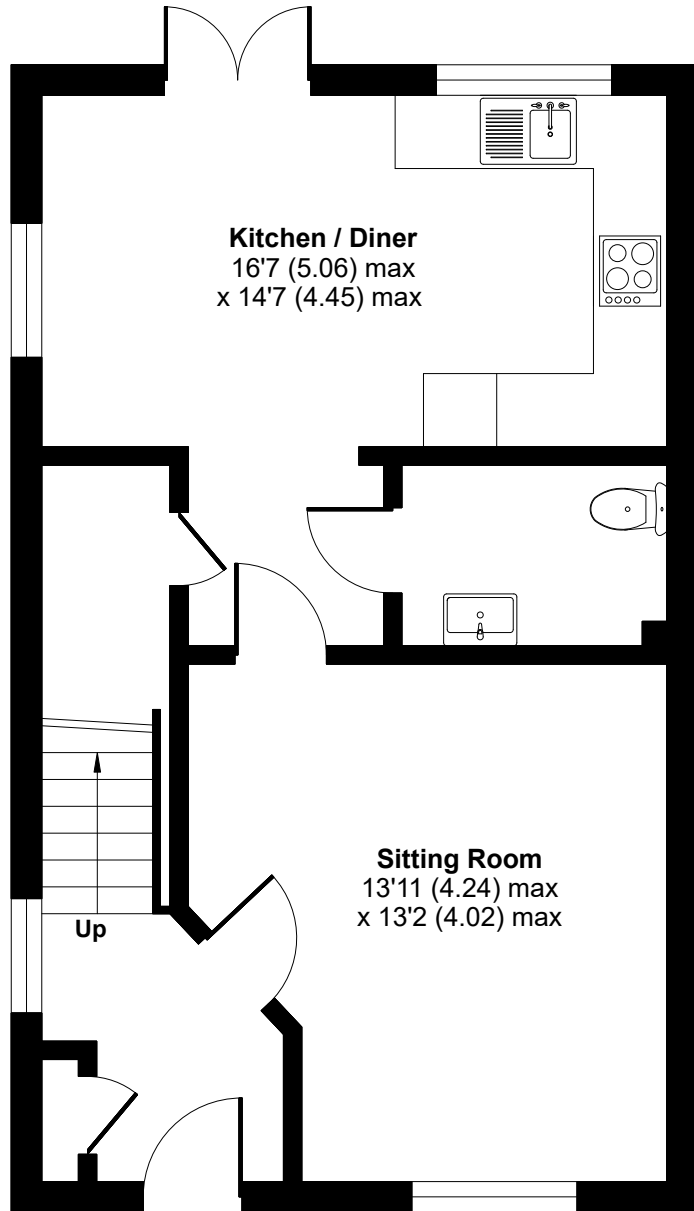 Kitchen / Diner
16'7 (5.06) max
x 14'7 (4.45) max
Sitting Room
13'11 (4.24) max
x 13'2 (4.02) max
Up